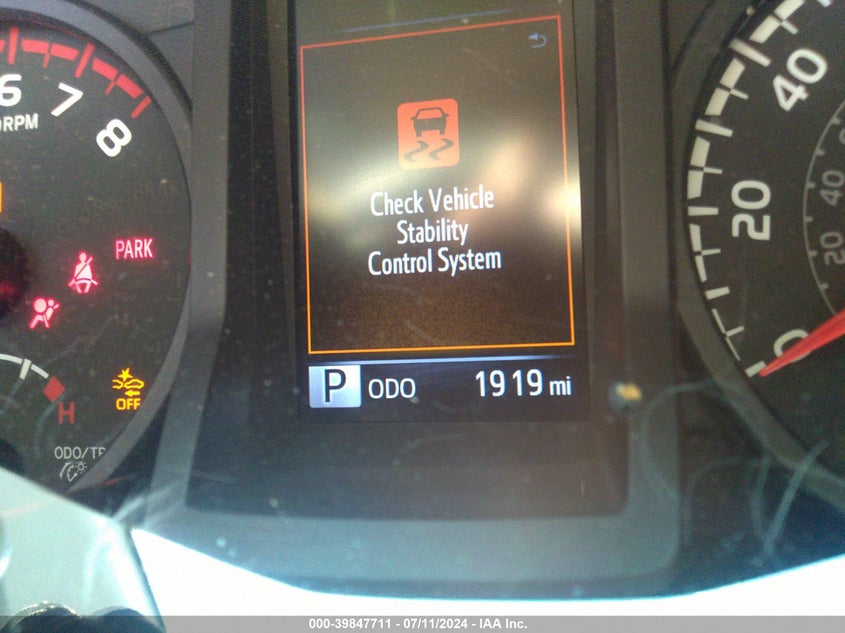 6
7
8
RPM
PARK
OFF
H
ODO/TR
Check Vehicle
Stability
Control System
P ODO 1919 mi
40
20
0
40
20
000-39847711 - 07/11/2024 - IAA Inc.